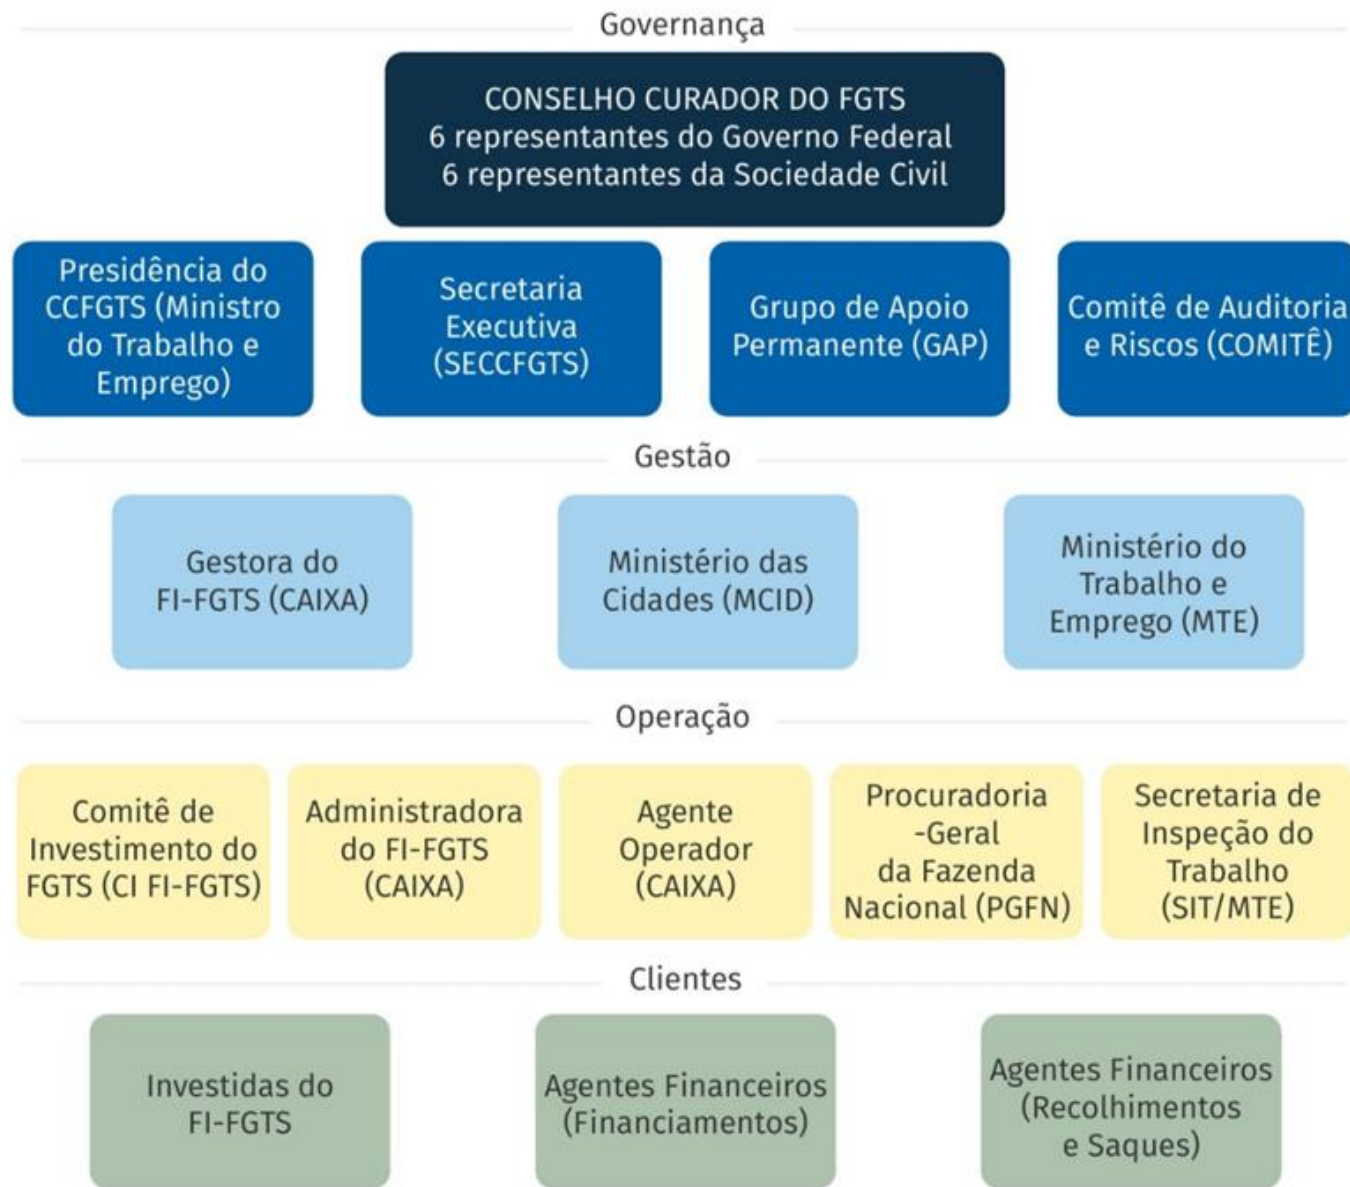 Governança
CONSELHO CURADOR DO FGTS
6 representantes do Governo Federal
6 representantes da Sociedade Civil
Presidência do
CCFGTS (Ministro
do Trabalho e
Emprego)
Secretaria
Executiva
(SECCFGTS)
Grupo de Apoio
Permanente (GAP)
Comitê de Auditoria
e Riscos (COMITÊ)
Gestão
Gestora do
FI-FGTS (CAIXA)
Ministério das
Cidades (MCID)
Ministério do
Trabalho e
Emprego (MTE)
Operação
Comitê de
Investimento do
FGTS (CI FI-FGTS)
Administradora
do FI-FGTS
(CAIXA)
Agente
Operador
(CAIXA)
Procuradoria
-Geral
da Fazenda
Nacional (PGFN)
Secretaria de
Inspeção do
Trabalho
(SIT/MTE)
Clientes
Investidas do
FI-FGTS
Agentes Financeiros
(Financiamentos)
Agentes Financeiros
(Recolhimentos
e Saques)